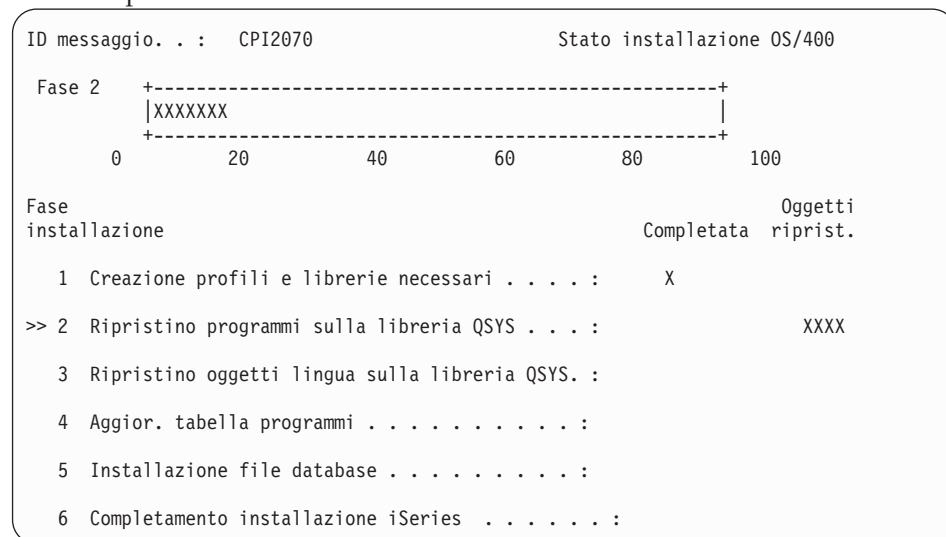 ID messaggio. . :   CPI2070                              Stato installazione OS/400
Fase 2     +-----------------------------------------------------+
|XXXXXXX                                              |
+-----------------------------------------------------+
0          20           40          60          80           100
Fase                                                                  Oggetti
installazione                                             Completata  riprist.
1  Creazione profili e librerie necessari . . . . :      X
>> 2  Ripristino programmi sulla libreria QSYS . . . :                   XXXX
3  Ripristino oggetti lingua sulla libreria QSYS. :
4  Aggior. tabella programmi . . . . . . . . . . :
5  Installazione file database . . . . . . . . . :
6  Completamento installazione iSeries  . . . . . . :